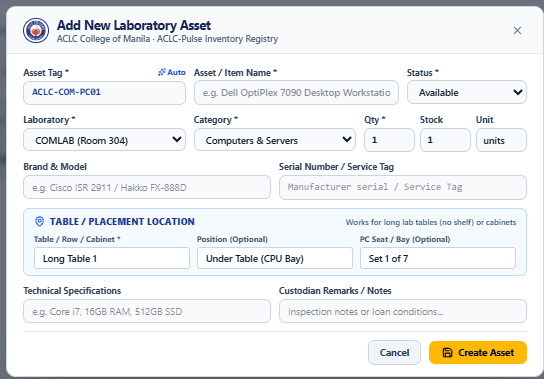 Add New Laboratory Asset
ACLC College of Manila · ACLC-Pulse Inventory Registry
Asset Tag * Auto Asset / Item Name * Status *
ACLC-COM-PC01 e.g. Dell OptiPlex 7090 Desktop Workstatio Available
Laboratory * Category * Qty * Stock Unit
COMLAB (Room 304) Computers & Servers 1 1 units
Brand & Model Serial Number / Service Tag
e.g. Cisco ISR 2911 / Hakko FX-888D Manufacturer serial / Service Tag
TABLE / PLACEMENT LOCATION Works for long lab tables (no shelf) or cabinets
Table / Row / Cabinet * Position (Optional) PC Seat / Bay (Optional)
Long Table 1 Under Table (CPU Bay) Set 1 of 7
Technical Specifications Custodian Remarks / Notes
e.g. Core i7, 16GB RAM, 512GB SSD Inspection notes or loan conditions...
Cancel Create Asset